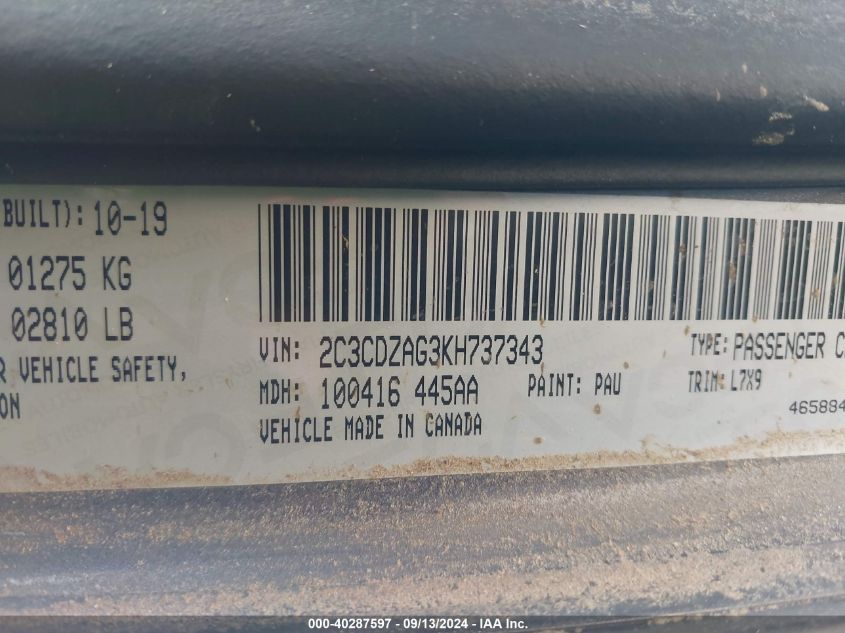 BUILT): 10-19
01275 KG
02810 LB
R VEHICLE SAFETY,
ON
VIN: 2C3CDZAG3KH737343
TYPE: PASSENGER C
MDH: 100416 445AA
PAINT: PAU
TRIM: L7X9
VEHICLE MADE IN CANADA
465884
000-40287597 - 09/13/2024 - IAA Inc.